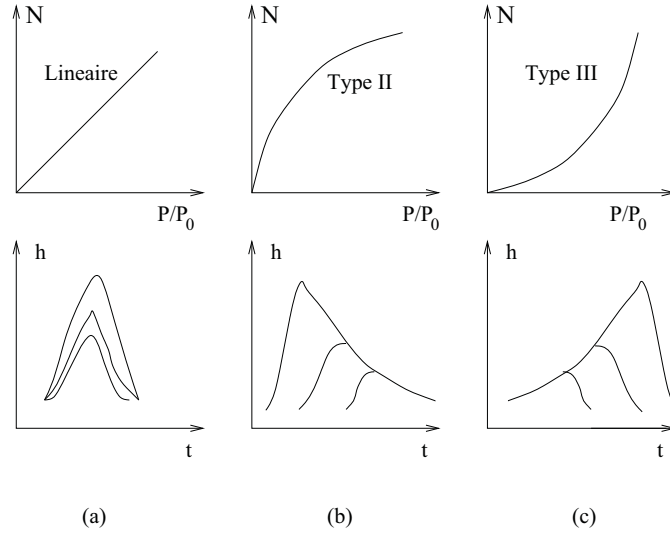 N
Lineaire
P/P0
N
Type II
P/P0
N
Type III
P/P0
h
t
h
t
h
t
(a)
(b)
(c)